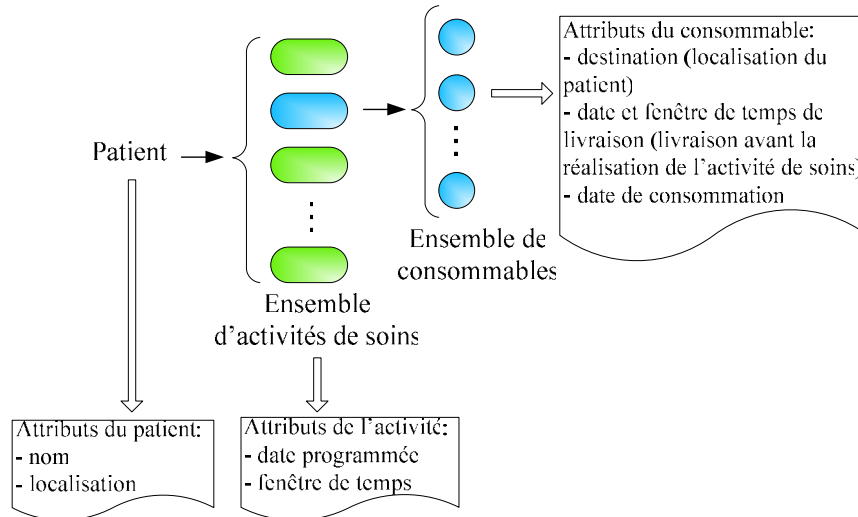 Attributs du consommable:
- destination (localisation du
patient)
- date et fenêtre de temps de
livraison (livraison avant la
réalisation de l’activité de soins)
- date de consommation
Patient
Ensemble de
consommables
Ensemble
d’activités de soins
Attributs du patient:
- nom
- localisation
Attributs de l’activité:
- date programmée
- fenêtre de temps